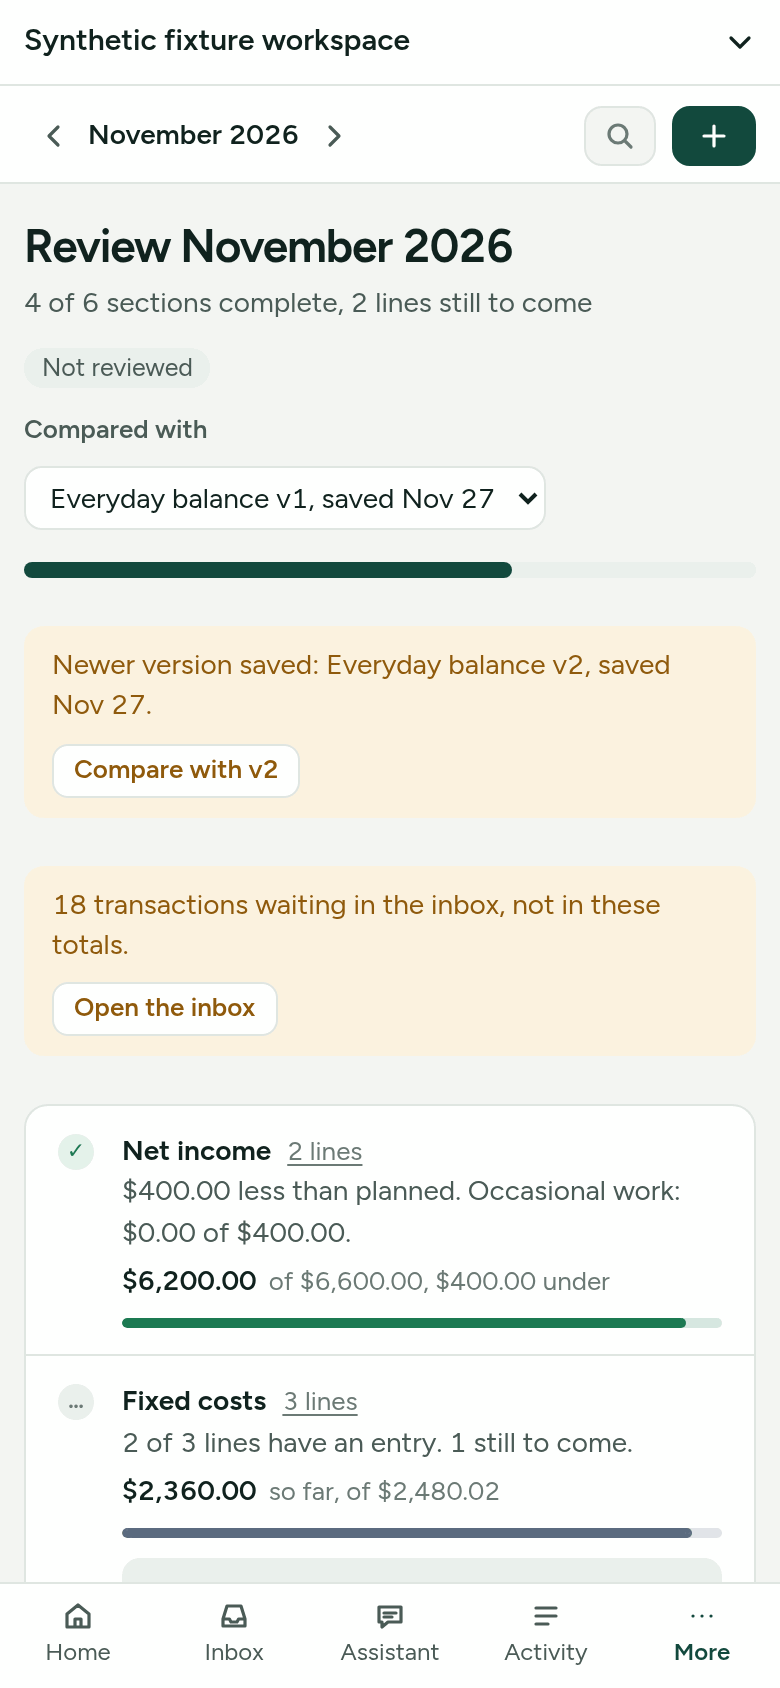 Synthetic fixture workspace
November 2026
Review November 2026
4 of 6 sections complete, 2 lines still to come
Not reviewed
Compared with
Everyday balance v1, saved Nov 27
Newer version saved: Everyday balance v2, saved
Nov 27.
Compare with v2
18 transactions waiting in the inbox, not in these
totals.
Open the inbox
✓ Net income 2 lines
$400.00 less than planned. Occasional work:
$0.00 of $400.00.
$6,200.00 of $6,600.00, $400.00 under
... Fixed costs 3 lines
2 of 3 lines have an entry. 1 still to come.
$2,360.00 so far, of $2,480.02
Home Inbox Assistant Activity More